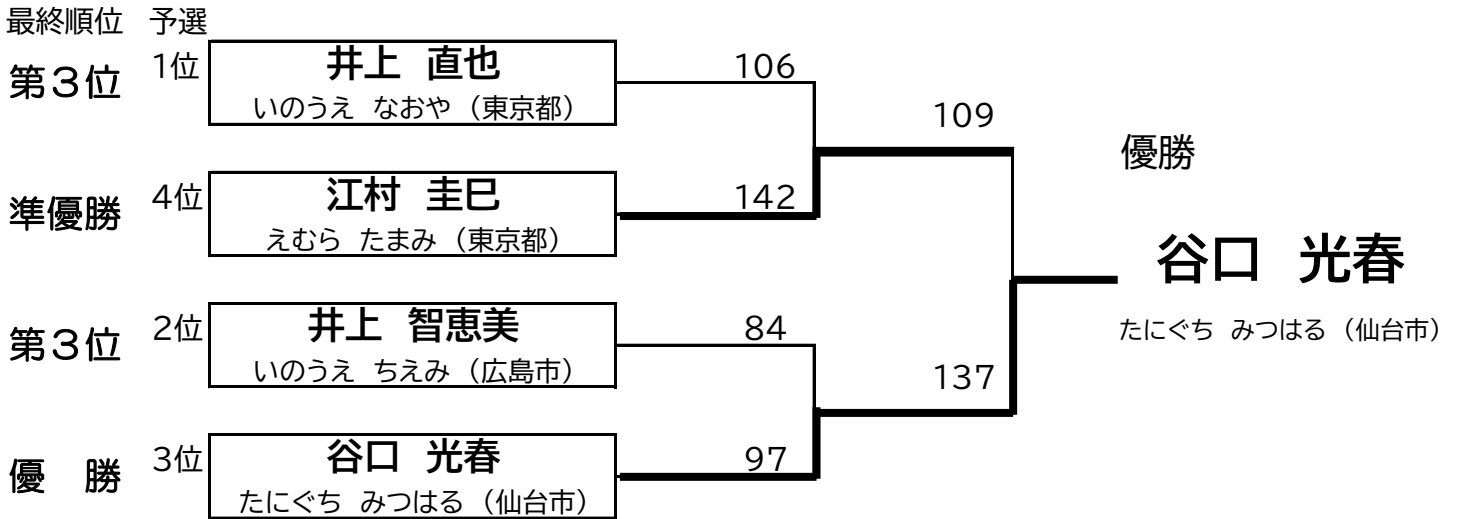 最終順位 予選
第3位 1位 井上 直也 106
いのうえ なおや（東京都）
109
優勝
準優勝 4位 江村 圭巳 142
えむら たまみ（東京都）
谷口 光春
たにぐち みつはる（仙台市）
第3位 2位 井上 智恵美 84
いのうえ ちえみ（広島市）
137
優 勝 3位 谷口 光春 97
たにぐち みつはる（仙台市）